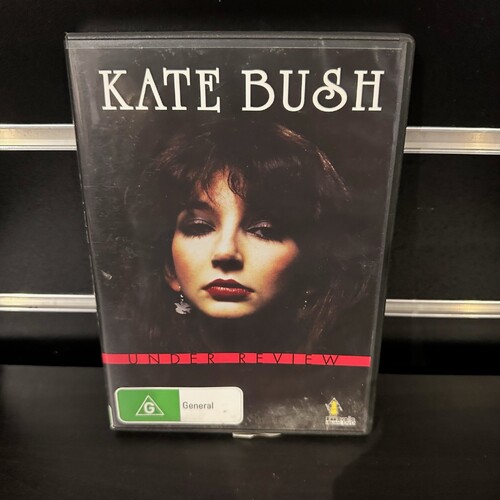 KATE BUSH
UNDER REVIEW
G
General